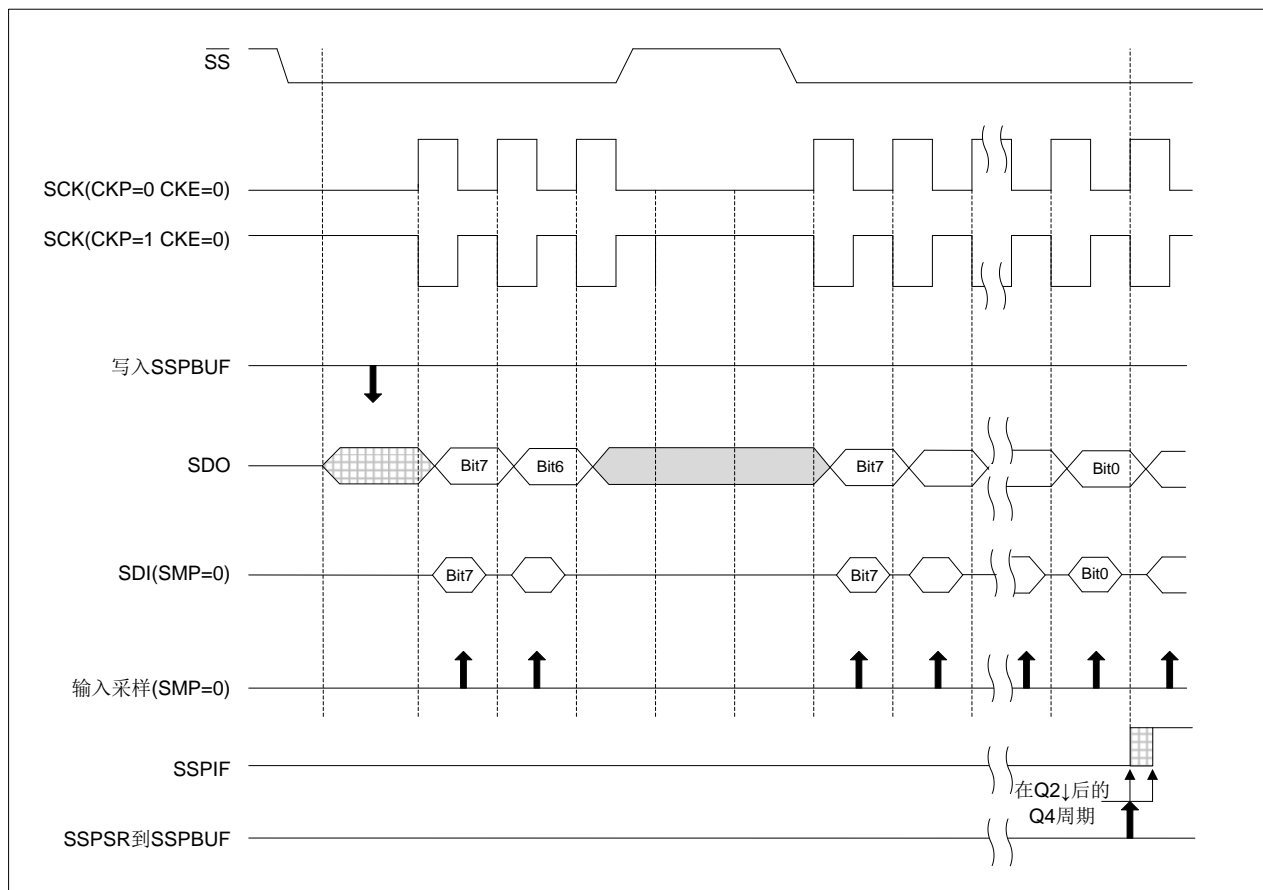 SS
SCK(CKP=0 CKE=0)
SCK(CKP=1 CKE=0)
写入SSPBUF
SDO
Bit7
Bit6
Bit7
Bit0
SDI(SMP=0)
Bit7
Bit7
Bit0
输入采样(SMP=0)
SSPIF
在Q2↓后的
Q4周期
SSPSR到SSPBUF